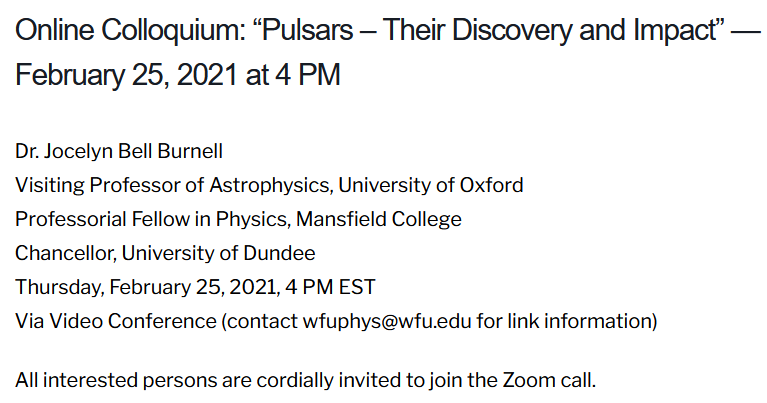 Online Colloquium: “Pulsars – Their Discovery and Impact” —
February 25, 2021 at 4 PM
Dr. Jocelyn Bell Burnell
Visiting Professor of Astrophysics, University of Oxford
Professorial Fellow in Physics, Mansfield College
Chancellor, University of Dundee
Thursday, February 25, 2021, 4 PM EST
Via Video Conference (contact wfuphys@wfu.edu for link information)
All interested persons are cordially invited to join the Zoom call.